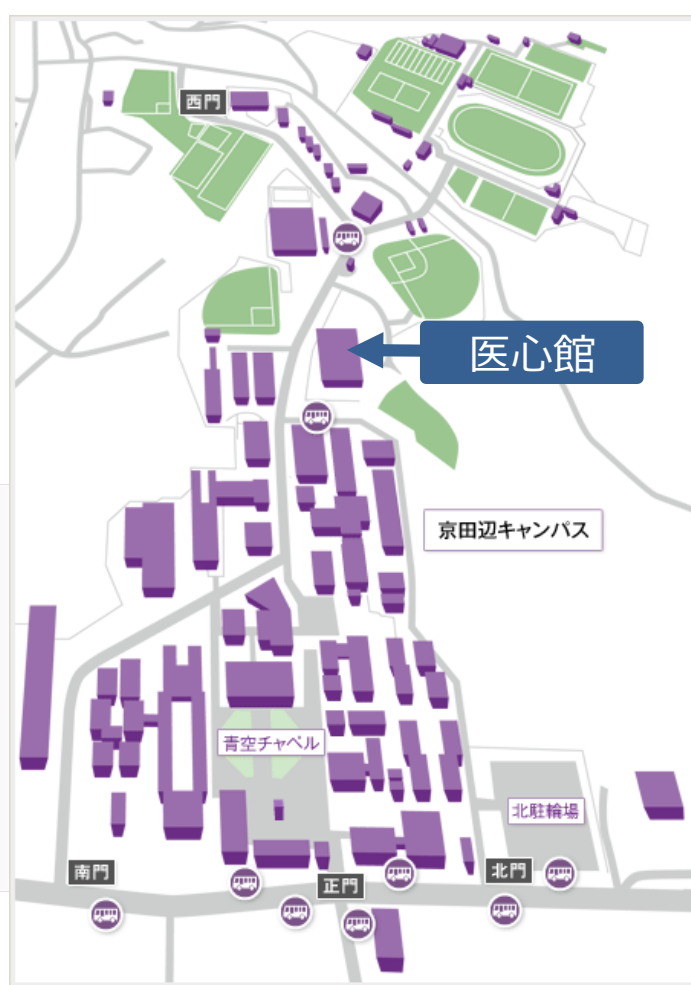 西門
医心館
京田辺キャンパス
青空チャペル
北駐輪場
南門
正門
北門